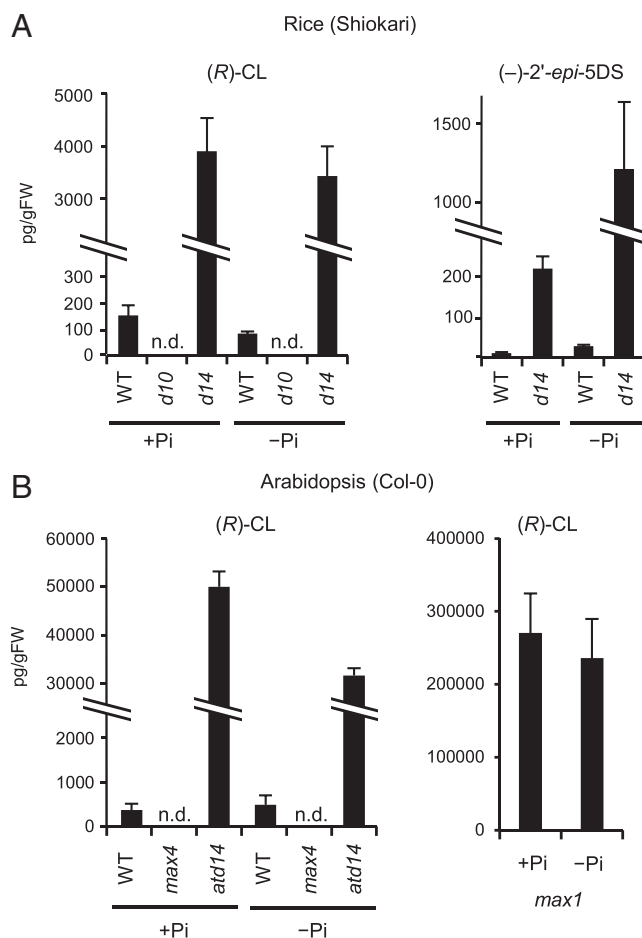 A
Rice (Shiokari)
(R)-CL
(–)-2'-epi-5DS
pg/gFW
5000
4000
3000
300
200
100
0
n.d.
n.d.
WT
d10
d14
WT
d10
d14
+Pi
−Pi
1500
1000
200
100
WT
d14
WT
d14
+Pi
−Pi
B
Arabidopsis (Col-0)
(R)-CL
(R)-CL
pg/gFW
60000
50000
40000
30000
2000
1000
0
n.d.
n.d.
WT
max4
atd14
WT
max4
atd14
+Pi
−Pi
400000
300000
200000
100000
0
+Pi
−Pi
max1